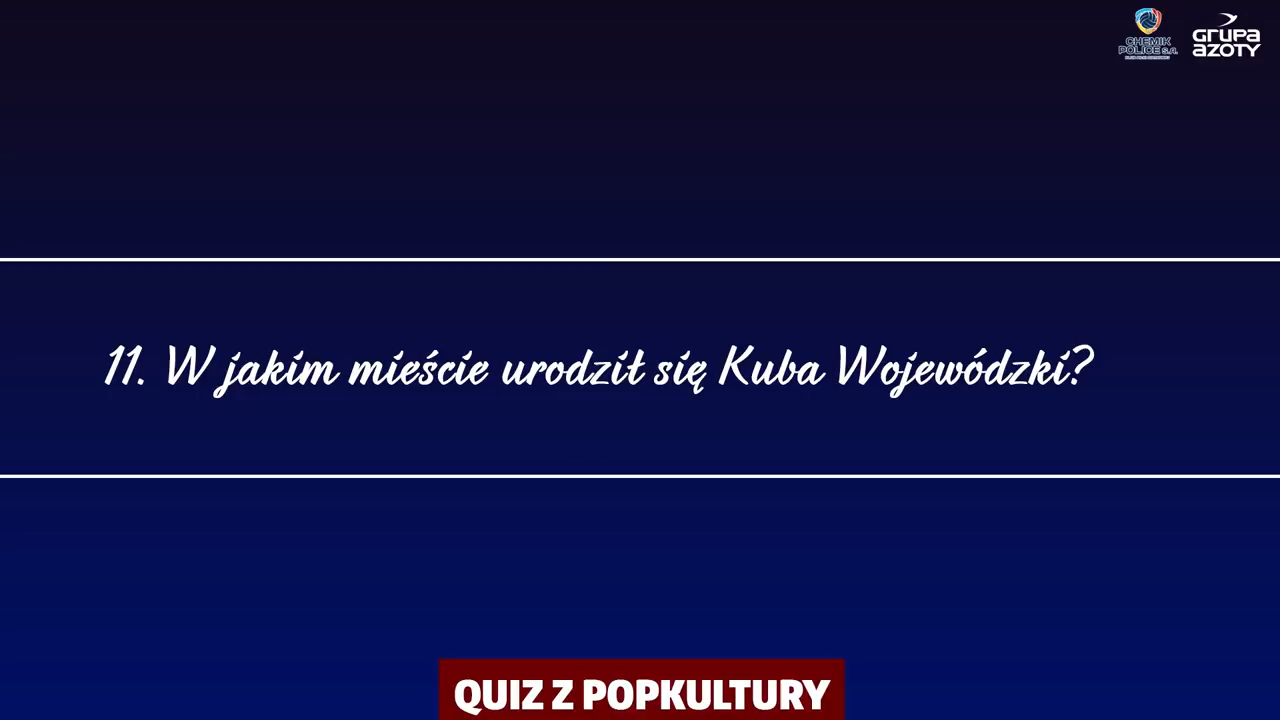 CHEMIK
POLICE S.A.
GRUPA
AZOTY
11. W jakim mieście urodził się Kuba Wojewódzki?
QUIZ Z POPKULTURY